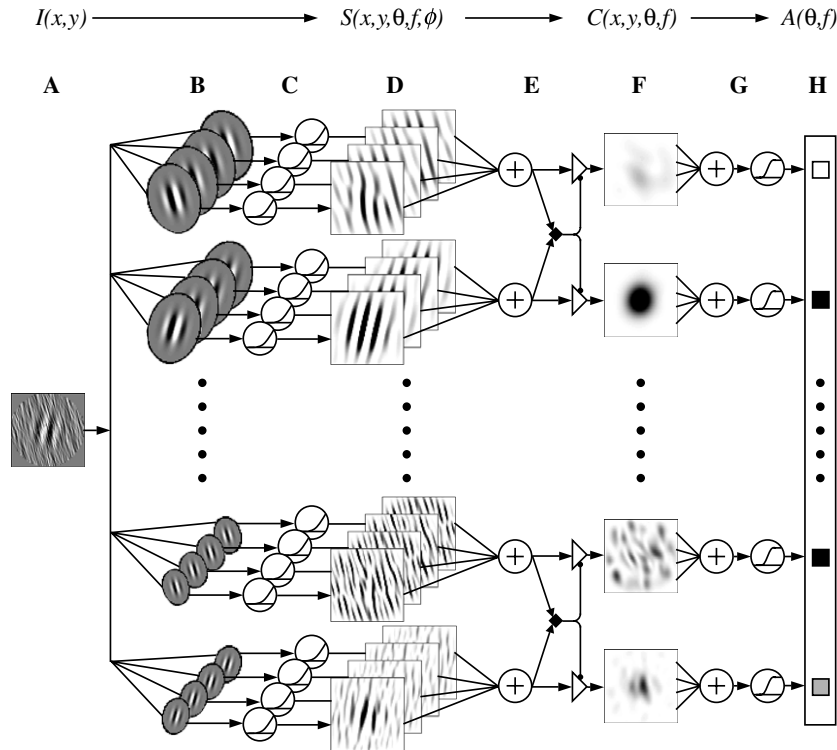 I(x,y) S(x,y,θ,f,ϕ) C(x,y,θ,f) A(θ,f)
A B C D E F G H